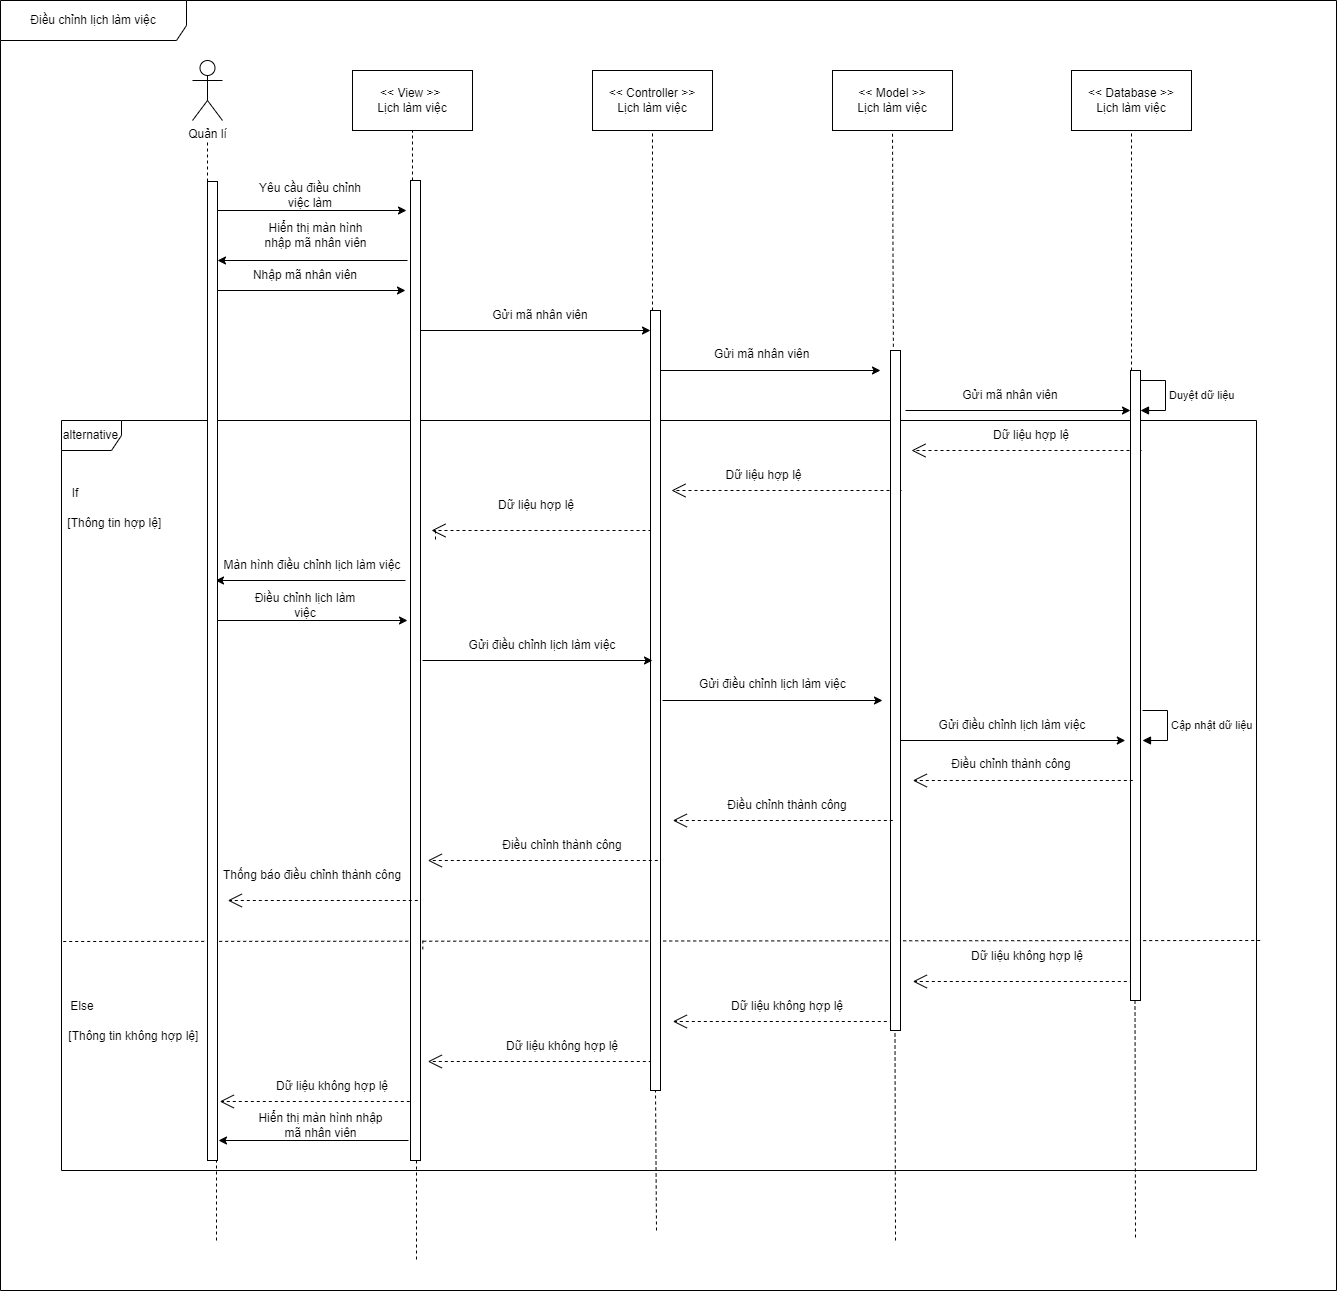 Điều chỉnh lịch làm việc
Quản lí
<< View >>
Lịch làm việc
<< Controller >>
Lịch làm việc
<< Model >>
Lịch làm việc
<< Database >>
Lịch làm việc
Yêu cầu điều chỉnh
việc làm
Hiển thị màn hình
nhập mã nhân viên
Nhập mã nhân viên
Gửi mã nhân viên
Gửi mã nhân viên
Gửi mã nhân viên
Duyệt dữ liệu
alternative
Dữ liệu hợp lệ
Dữ liệu hợp lệ
If
Dữ liệu hợp lệ
[Thông tin hợp lệ]
Màn hình điều chỉnh lịch làm việc
Điều chỉnh lịch làm
việc
Gửi điều chỉnh lịch làm việc
Gửi điều chỉnh lịch làm việc
Gửi điều chỉnh lịch làm việc
Cập nhật dữ liệu
Điều chỉnh thành công
Điều chỉnh thành công
Điều chỉnh thành công
Thống báo điều chỉnh thành công
Dữ liệu không hợp lệ
Else
Dữ liệu không hợp lệ
[Thông tin không hợp lệ]
Dữ liệu không hợp lệ
Dữ liệu không hợp lệ
Hiển thị màn hình nhập
mã nhân viên